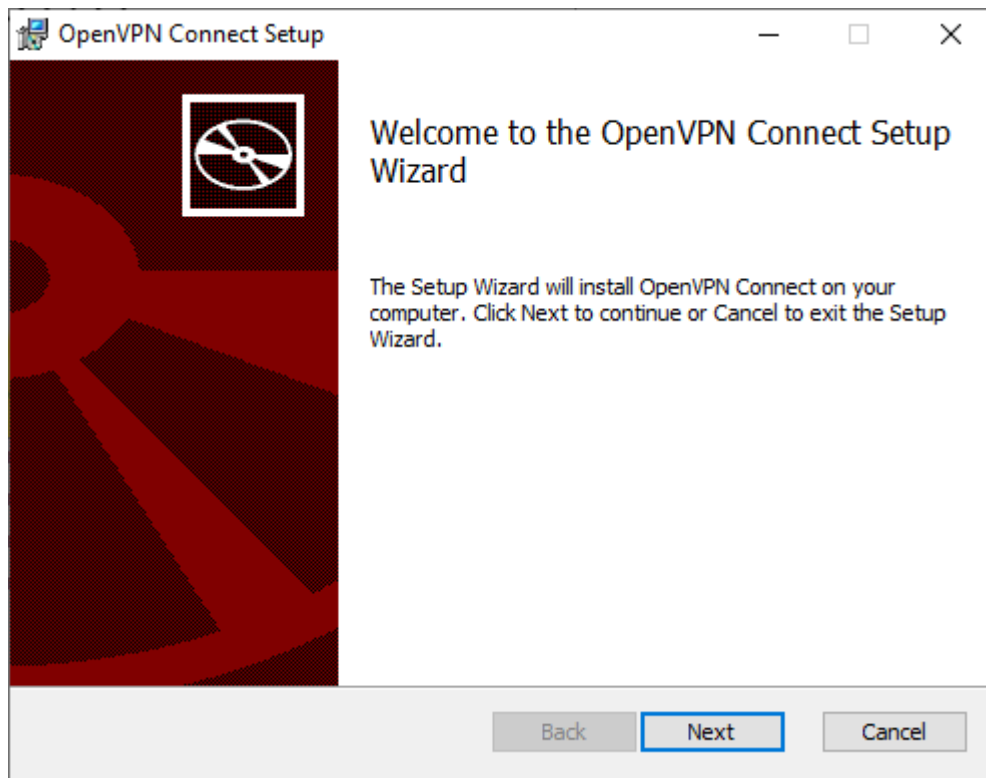 OpenVPN Connect Setup
Welcome to the OpenVPN Connect Setup
Wizard
The Setup Wizard will install OpenVPN Connect on your
computer. Click Next to continue or Cancel to exit the Setup
Wizard.
Back
Next
Cancel